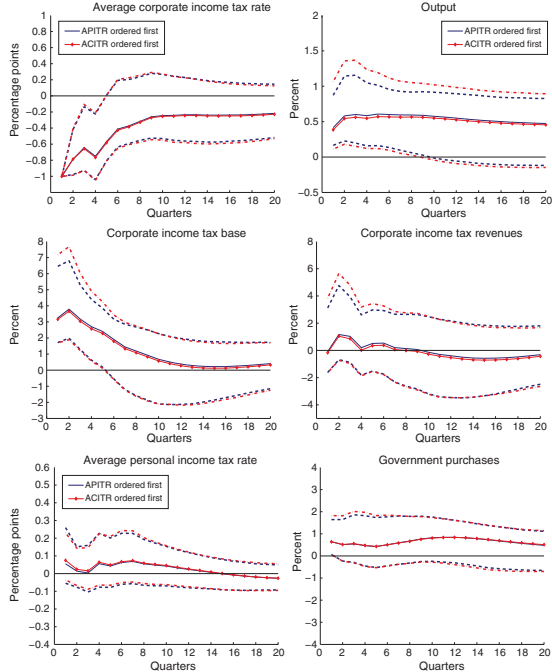 Average corporate income tax rate
Percentage points
1
0.8
0.6
0.4
0.2
0
−0.2
−0.4
−0.6
−0.8
−1
0 2 4 6 8 10 12 14 16 18 20
Quarters
APITR ordered first
ACITR ordered first
Output
Percent
2
1.5
1
0.5
0
0.5
0 2 4 6 8 10 12 14 16 18 20
Quarters
APITR ordered first
ACITR ordered first
Corporate income tax base
Percent
8
7
6
5
4
3
2
1
0
−1
−2
−3
0 2 4 6 8 10 12 14 16 18 20
Quarters
Corporate income tax revenues
Percent
8
6
4
2
0
−2
−4
0 2 4 6 8 10 12 14 16 18 20
Quarters
Average personal income tax rate
Percentage points
0.6
0.5
0.4
0.3
0.2
0.1
0
−0.1
−0.2
0.3
−0.4
0 2 4 6 8 10 12 14 16 18 20
Quarters
APITR ordered first
ACITR ordered first
Government purchases
Percent
4
3
2
1
0
−1
−2
−3
−4
0 2 4 6 8 10 12 14 16 18 20
Quarters